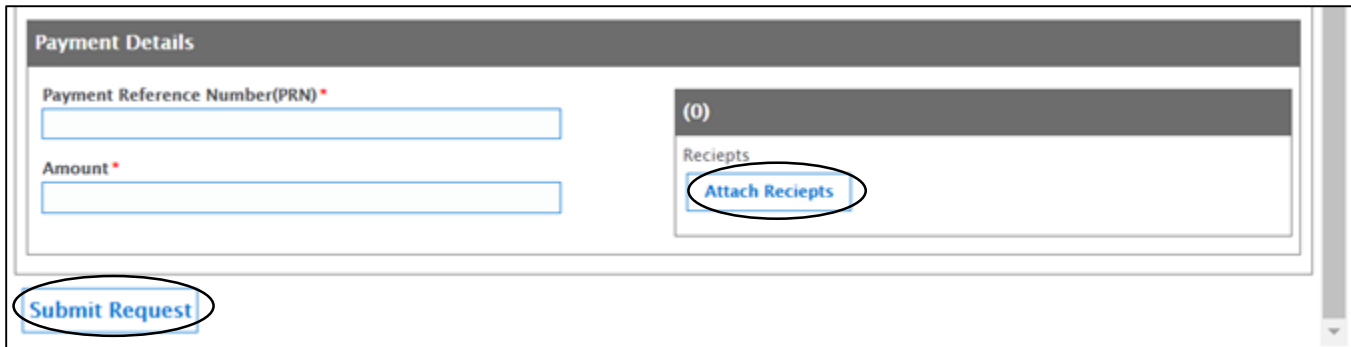 Payment Details
Payment Reference Number(PRN) *
Amount *
(0)
Reciepts
Attach Reciepts
Submit Request